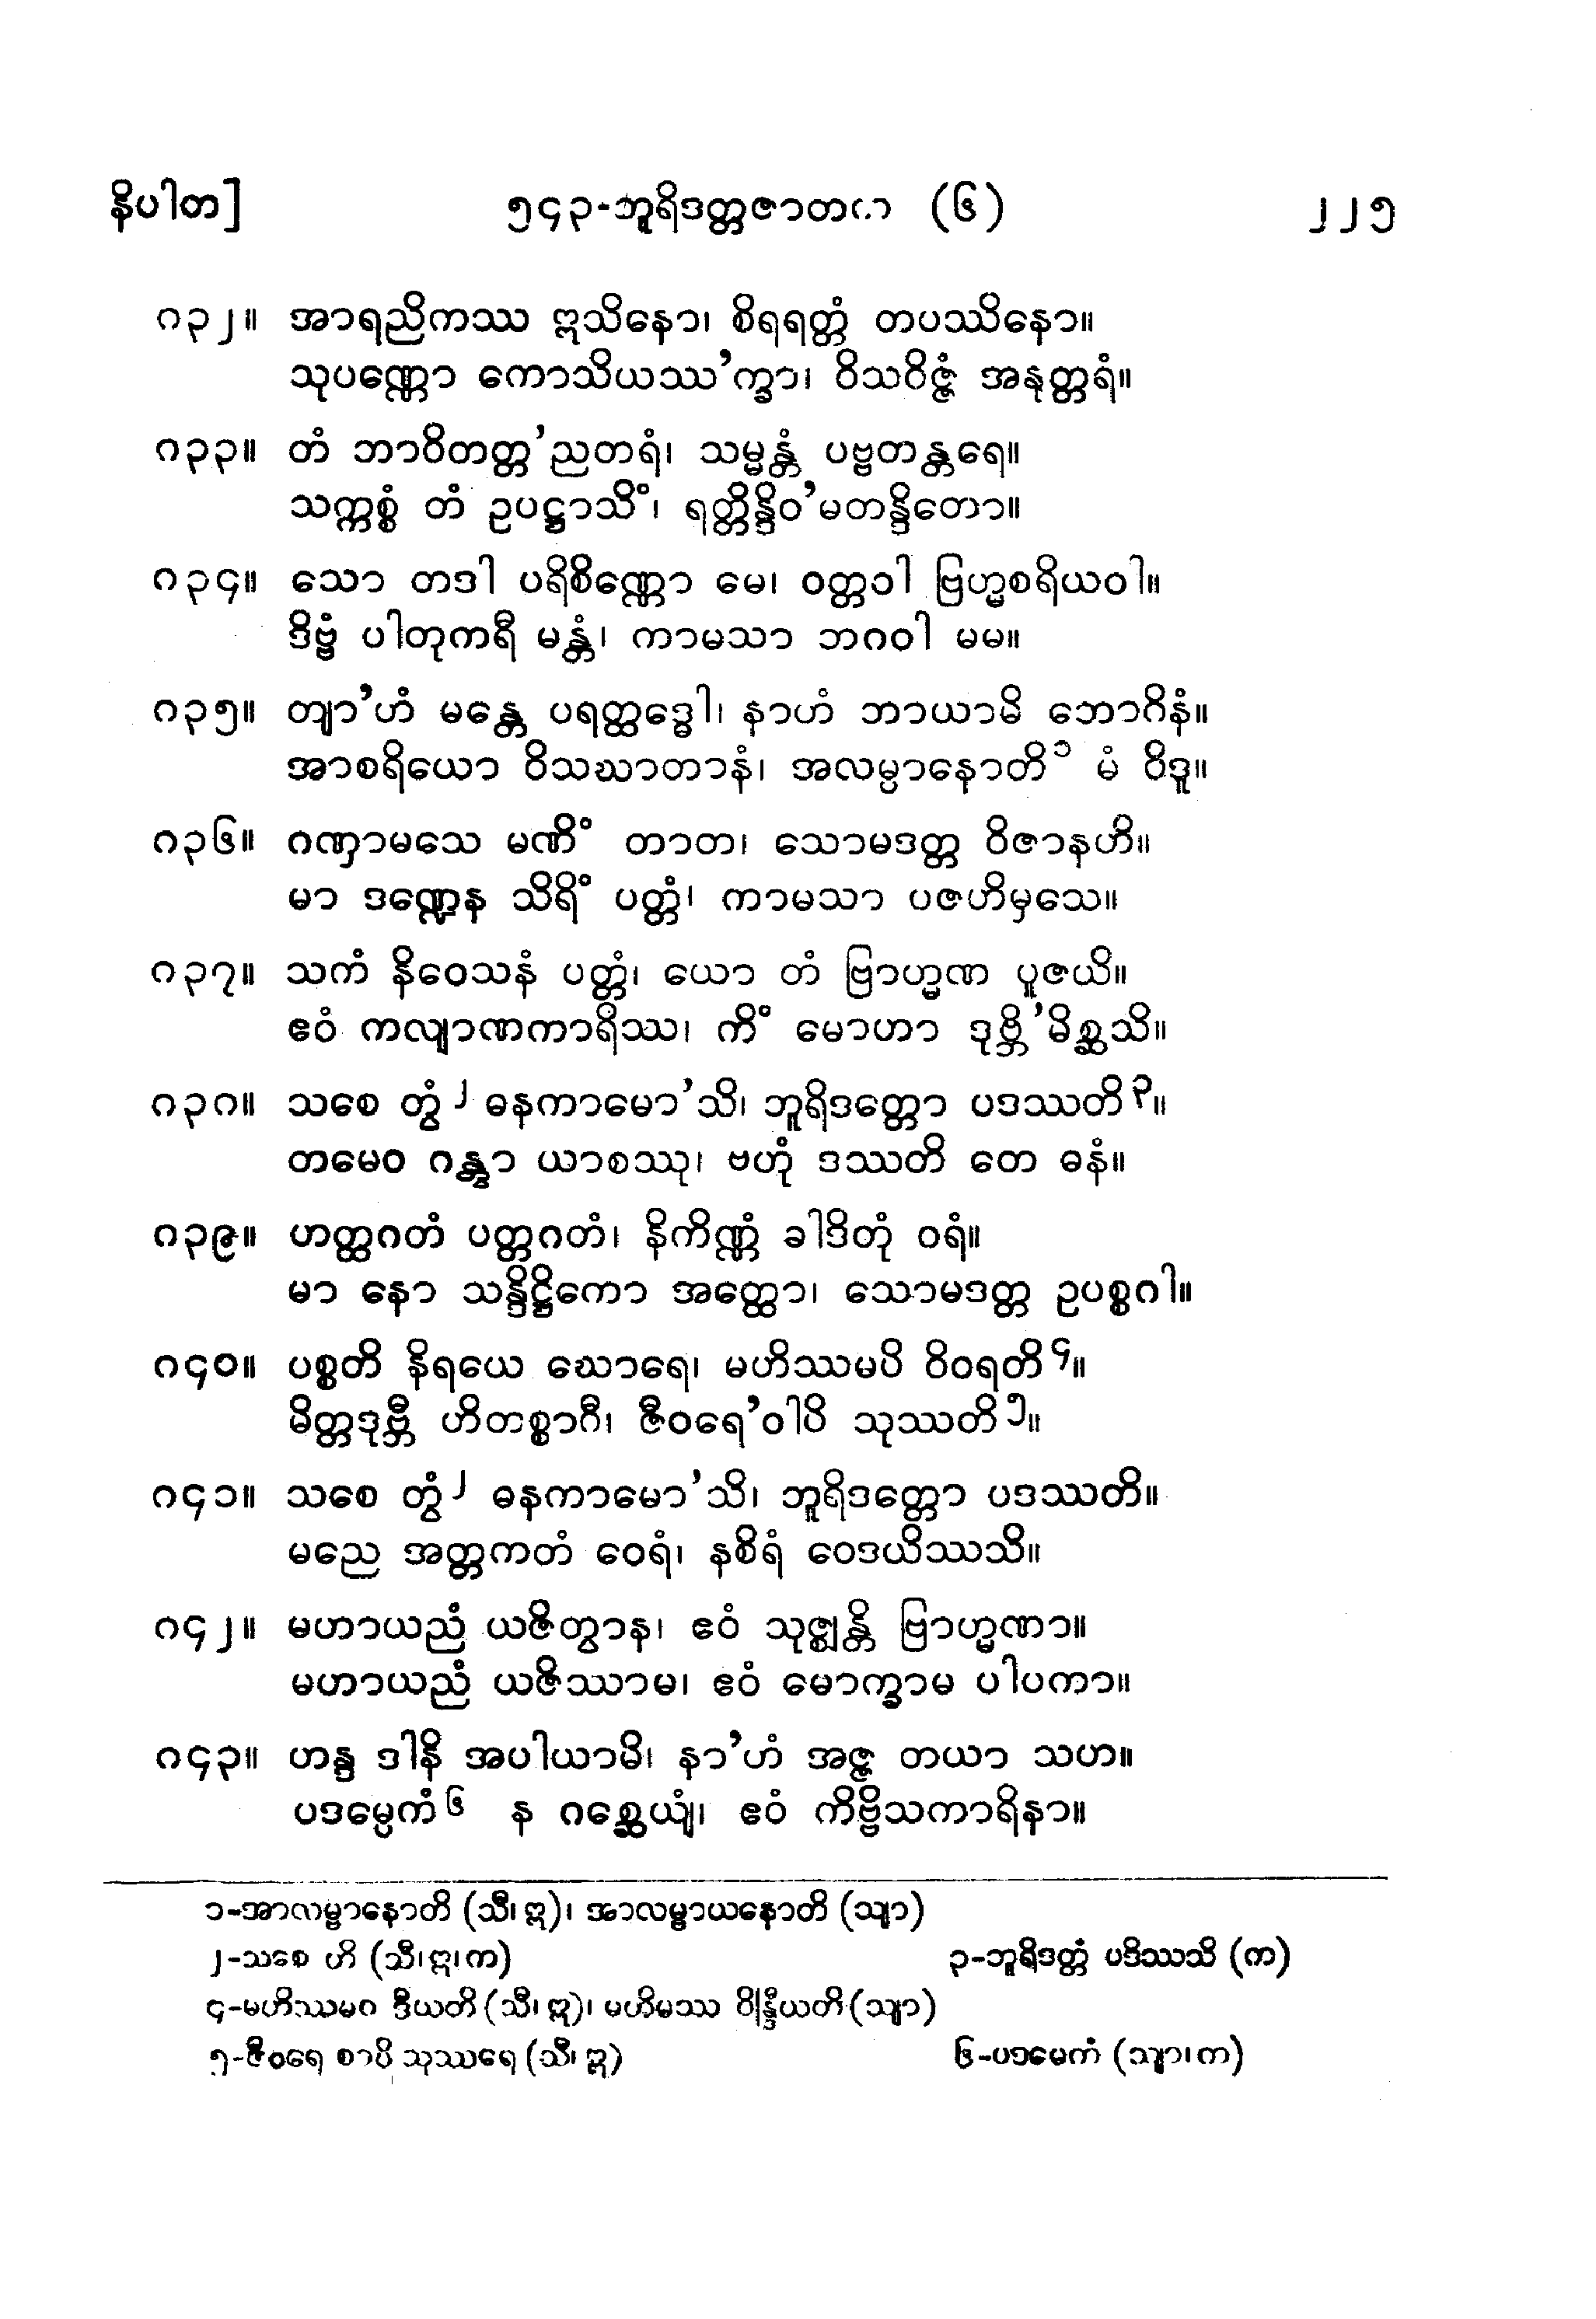 နိပါတ]   ၅၄၃-ဘူရိဒတ္တဇာတက (၆)   ၂၂၅
၈၃၂။ အာရညိကဿ ဣသိနော၊ စိရရတ္တံ တပဿိနော။
သုပဏ္ဏော ကောသိယဿ’က္ခာ၊ ဝိသဝိဇ္ဇံ အနုတ္တရံ။
၈၃၃။ တံ ဘာဝိတတ္တ’ညတရံ၊ သမ္မန္တံ ပဗ္ဗတန္တရေ။
သက္ကစ္စံ တံ ဥပဋ္ဌာသိံ၊ ရတ္တိန္ဒိဝ’မတန္ဒိတော။
၈၃၄။ သော တဒါ ပရိစိဏ္ဏော မေ၊ ဝတ္တဝါ ဗြဟ္မစရိယဝါ။
ဒိဗ္ဗံ ပါတုကရီ မန္တံ၊ ကာမသာ ဘဂဝါ မမ။
၈၃၅။ တျာ’ဟံ မန္တေ ပရတ္ထဒ္ဓေါ၊ နာဟံ ဘာယာမိ ဘောဂိနံ။
အာစရိယော ဝိသဃာတာနံ၊ အလမ္ပာနောတိ၁ မံ ဝိဒူ။
၈၃၆။ ဂဏှာမသေ မဏိံ တာတ၊ သောမဒတ္တ ဝိဇာနဟိ။
မာ ဒဏ္ဍေန သိရိံ ပတ္တံ၊ ကာမသာ ပဇဟိမှသေ။
၈၃၇။ သကံ နိဝေသနံ ပတ္တံ၊ ယော တံ ဗြာဟ္မဏ ပူဇယိ။
ဧဝံ ကလျာဏကာရိဿ၊ ကိံ မောဟာ ဒုဗ္ဘိ’မိစ္ဆသိ။
၈၃၈။ သစေ တွံ၂ ဓနကာမော’သိ၊ ဘူရိဒတ္တော ပဒဿတိ၃။
တမေဝ ဂန္တွာ ယာစဿု၊ ဗဟုံ ဒဿတိ တေ ဓနံ။
၈၃၉။ ဟတ္ထဂတံ ပတ္တဂတံ၊ နိကိဏ္ဏံ ခါဒိတုံ ဝရံ။
မာ နော သန္ဒိဋ္ဌိကော အတ္ထော၊ သောမဒတ္တ ဥပစ္စဂါ။
၈၄၀။ ပစ္စတိ နိရယေ ဃောရေ၊ မဟိဿမပိ ဝိဝရတိ၄။
မိတ္တဒုဗ္ဘီ ဟိတစ္စာဂီ၊ ဇီဝရေ’ဝါပိ သုဿတိ၅။
၈၄၁။ သစေ တွံ၂ ဓနကာမော’သိ၊ ဘူရိဒတ္တော ပဒဿတိ။
မညေ အတ္တကတံ ဝေရံ၊ နစိရံ ဝေဒယိဿသိ။
၈၄၂။ မဟာယညံ ယဇိတွာန၊ ဧဝံ သုဇ္ဈန္တိ ဗြာဟ္မဏာ။
မဟာယညံ ယဇိဿာမ၊ ဧဝံ မောက္ခာမ ပါပကာ။
၈၄၃။ ဟန္ဒ ဒါနိ အပါယာမိ၊ နာ’ဟံ အဇ္ဇ တယာ သဟ။
ပဒမ္ပေကံ၆ န ဂစ္ဆေယျံ၊ ဧဝံ ကိဗ္ဗိသကာရိနာ။
၁-အာလမ္ဗာနောတိ (သီ၊ဣ)၊ အာလမ္ဗာယနောတိ (သျာ)
၂-သစေ ဟိ (သီ၊ဣ၊က)   ၃-ဘူရိဒတ္တံ ပဒိဿသိ (က)
၄-မဟိဿမဂ ဒီယတိ (သီ၊ဣ)၊ မဟိမဿ ဝိန္ဒြီယတိ (သျာ)
၅-ဇီဝရေ စာပိ သုဿရေ (သီ၊ဣ)   ၆-ပဒမေကံ (သျာ၊က)